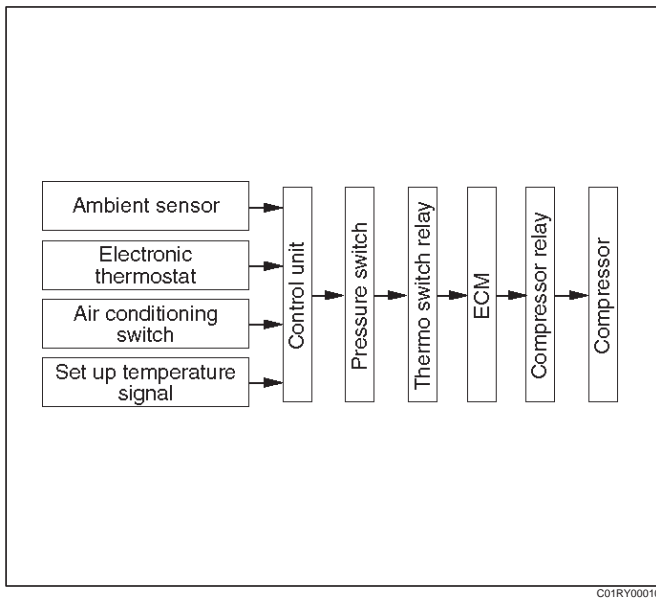 Ambient sensor
Electronic
thermostat
Air conditioning
switch
Set up temperature
signal
Control unit
Pressure switch
Thermo switch relay
ECM
Compressor relay
Compressor
C01RY00010